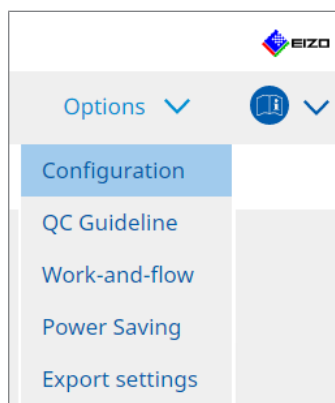 EIZO
Options
Configuration
QC Guideline
Work-and-flow
Power Saving
Export settings